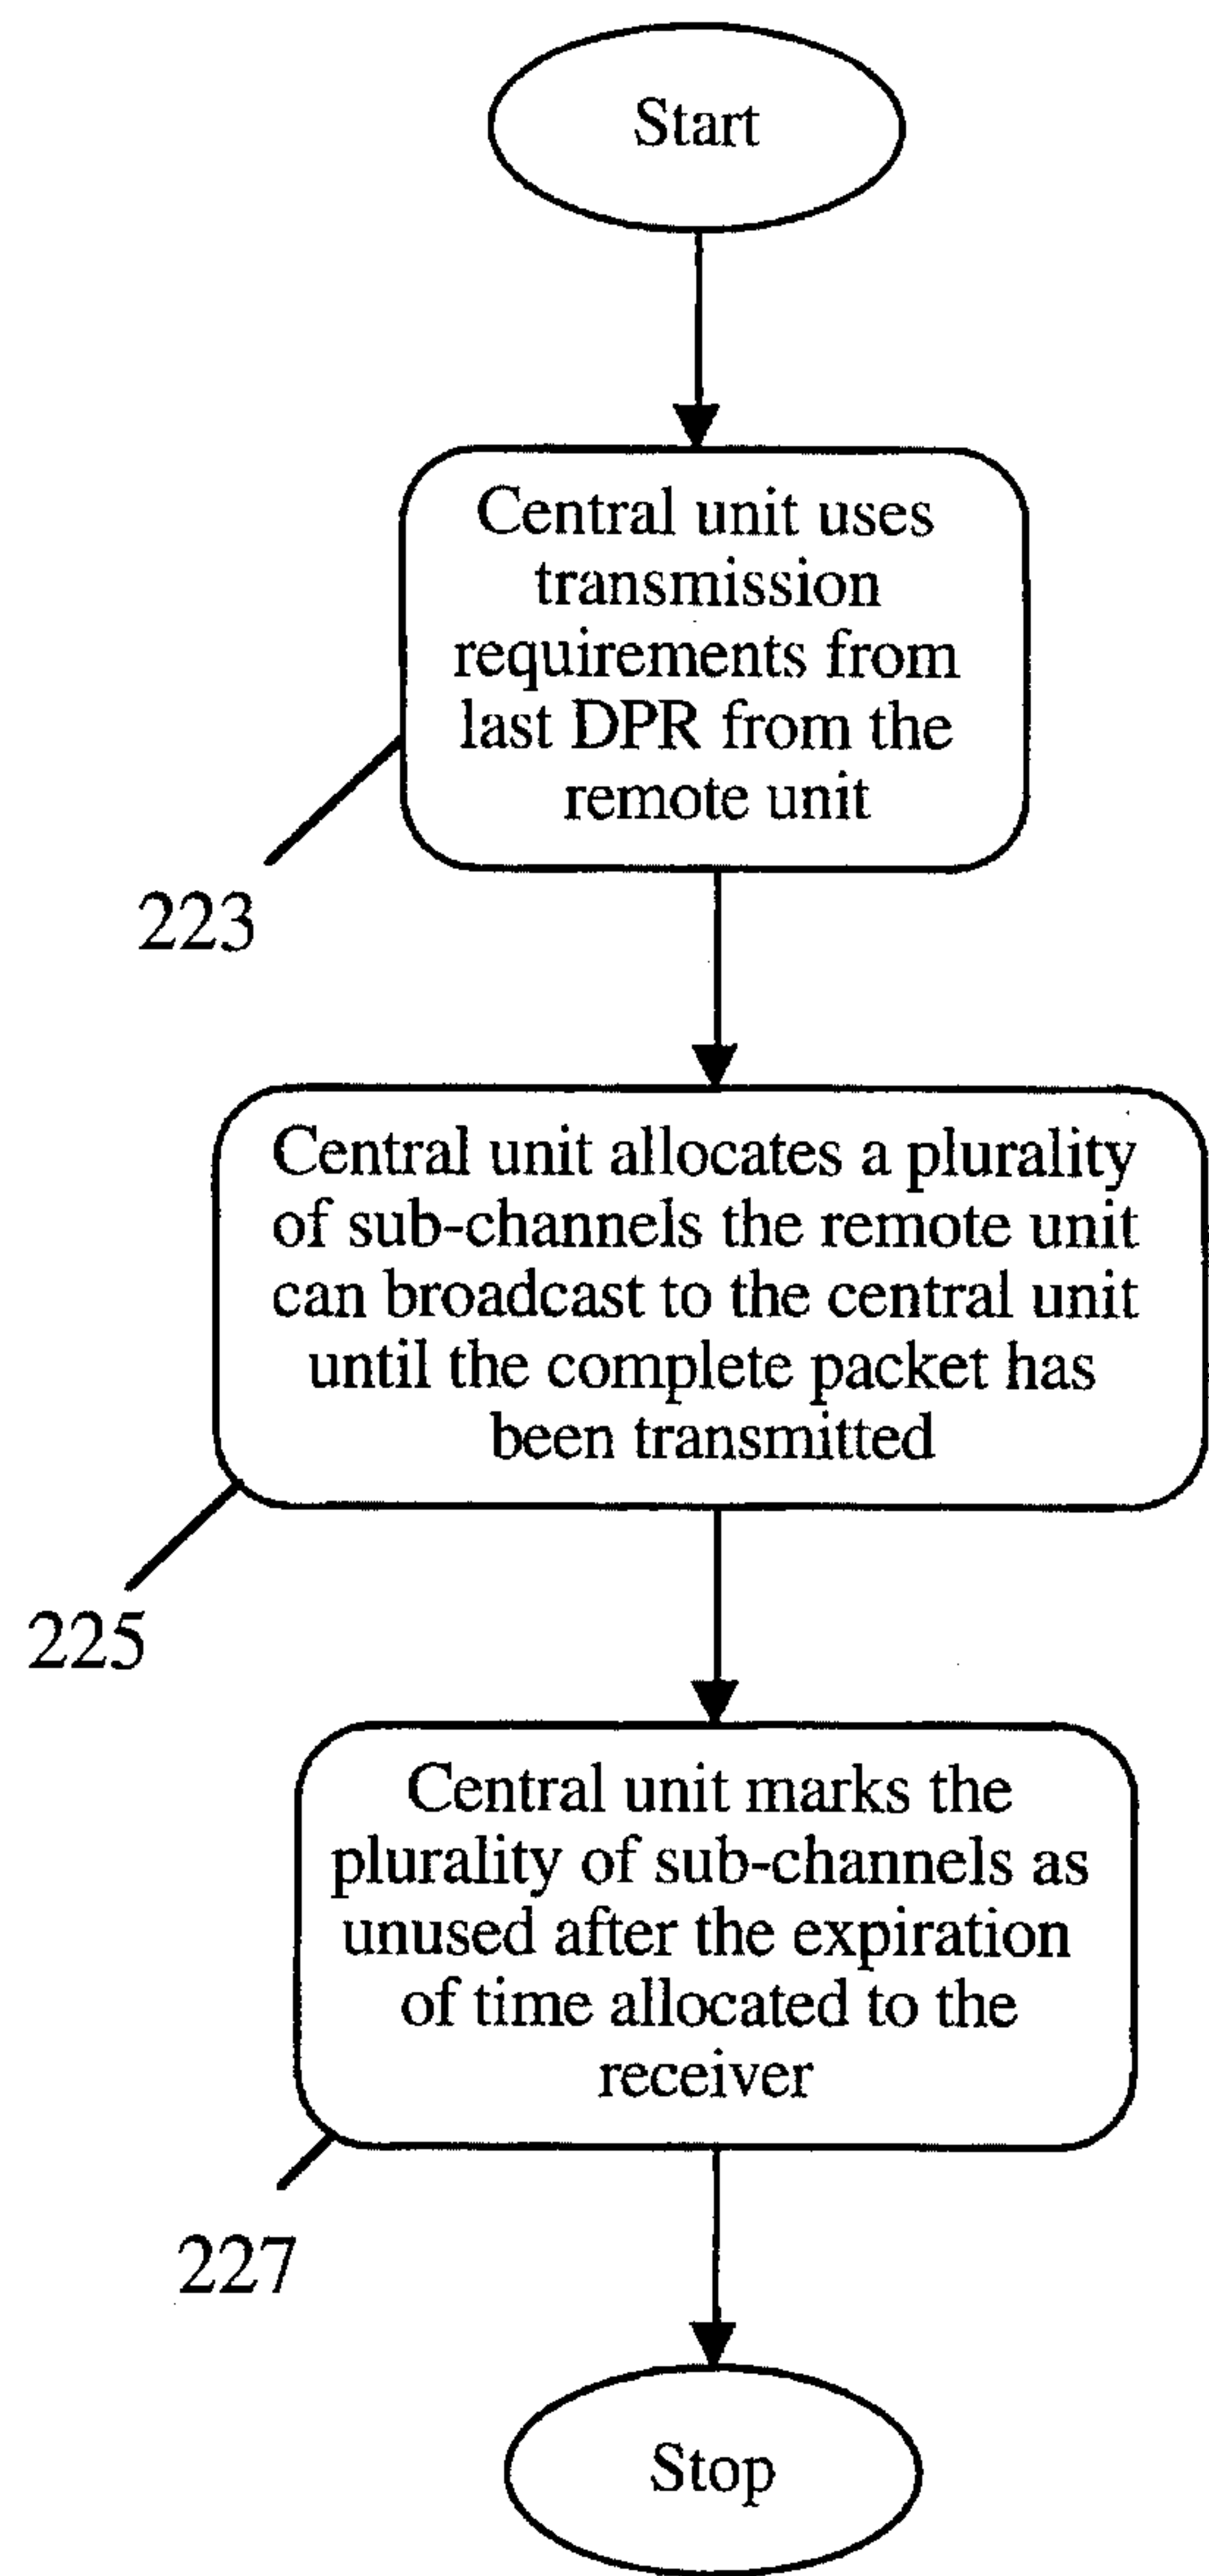 Start
Central unit uses
transmission
requirements from
last DPR from the
remote unit
223
Central unit allocates a plurality
of sub-channels the remote unit
can broadcast to the central unit
until the complete packet has
been transmitted
225
Central unit marks the
plurality of sub-channels as
unused after the expiration
of time allocated to the
receiver
227
Stop